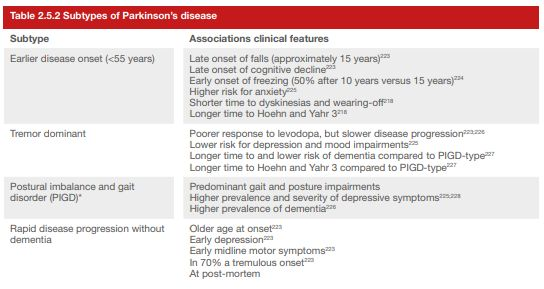 Table 2.5.2 Subtypes of Parkinson's disease
Subtype Associations clinical features
Earlier disease onset (<55 years) Late onset of falls (approximately 15 years)223
Late onset of cognitive decline223
Early onset of freezing (50% after 10 years versus 15 years)224
Higher risk for anxiety225
Shorter time to dyskinesias and wearing-off218
Longer time to Hoehn and Yahr 3218
Tremor dominant Poorer response to levodopa, but slower disease progression223;226
Lower risk for depression and mood impairments225
Longer time to and lower risk of dementia compared to PIGD-type227
Longer time to Hoehn and Yahr 3 compared to PIGD-type227
Postural imbalance and gait Predominant gait and posture impairments
disorder (PIGD)* Higher prevalence and severity of depressive symptoms225;228
Higher prevalence of dementia226
Rapid disease progression without Older age at onset223
dementia Early depression223
Early midline motor symptoms223
In 70% a tremulous onset223
At post-mortem